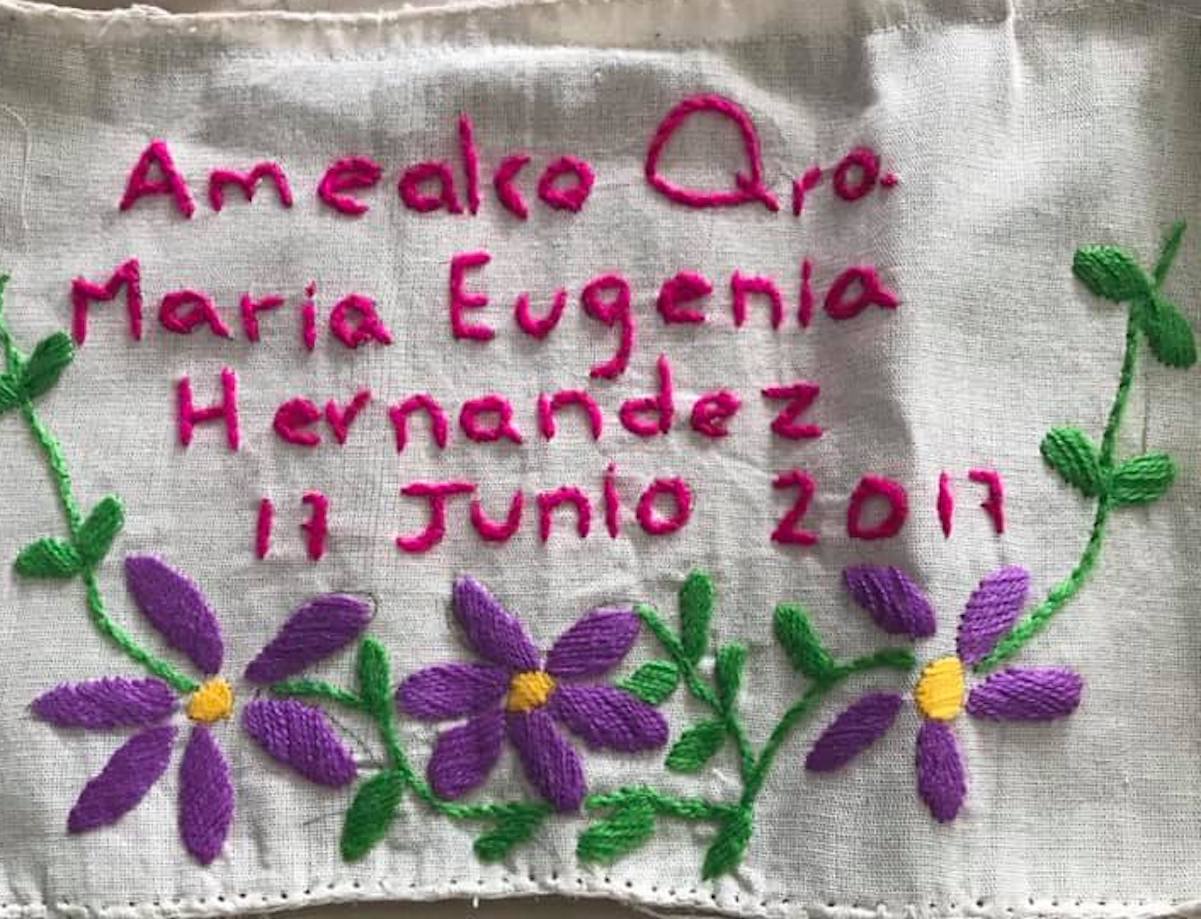 Amealco Qro.
Maria Eugenia
Hernandez
17 Junio 2017